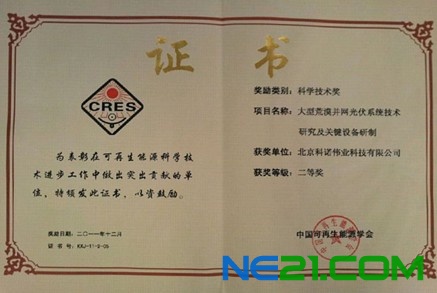 证书
CRES
为表彰在可再生能源科学技
术进步工作中做出突出贡献的单
位，特颁发此证书，以资鼓励。
奖励日期：二〇一一年十二月
证书号：
奖励类别：科学技术奖
项目名称：大型荒漠并网光伏系统技术
研究及关键设备研制
获奖单位：北京科诺伟业科技有限公司
获奖等级：二等奖
中国可再生能源学会
NE21.COM